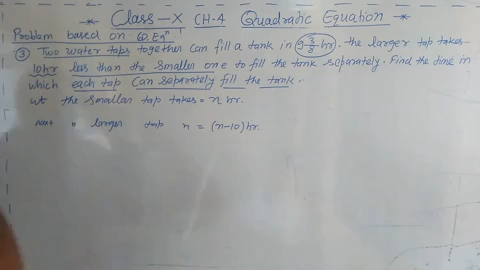 Class-X CH-4 Quadratic Equation
Problem based on Q.Eqⁿ
③ Two water taps together can fill a tank in 9 3/8 hr. the larger tap takes
10hr less than the smaller one to fill the tank separately. Find the time in
which each tap can separately fill the tank.
let the smaller tap takes = x hr.
" larger tap " = (x-10)hr.